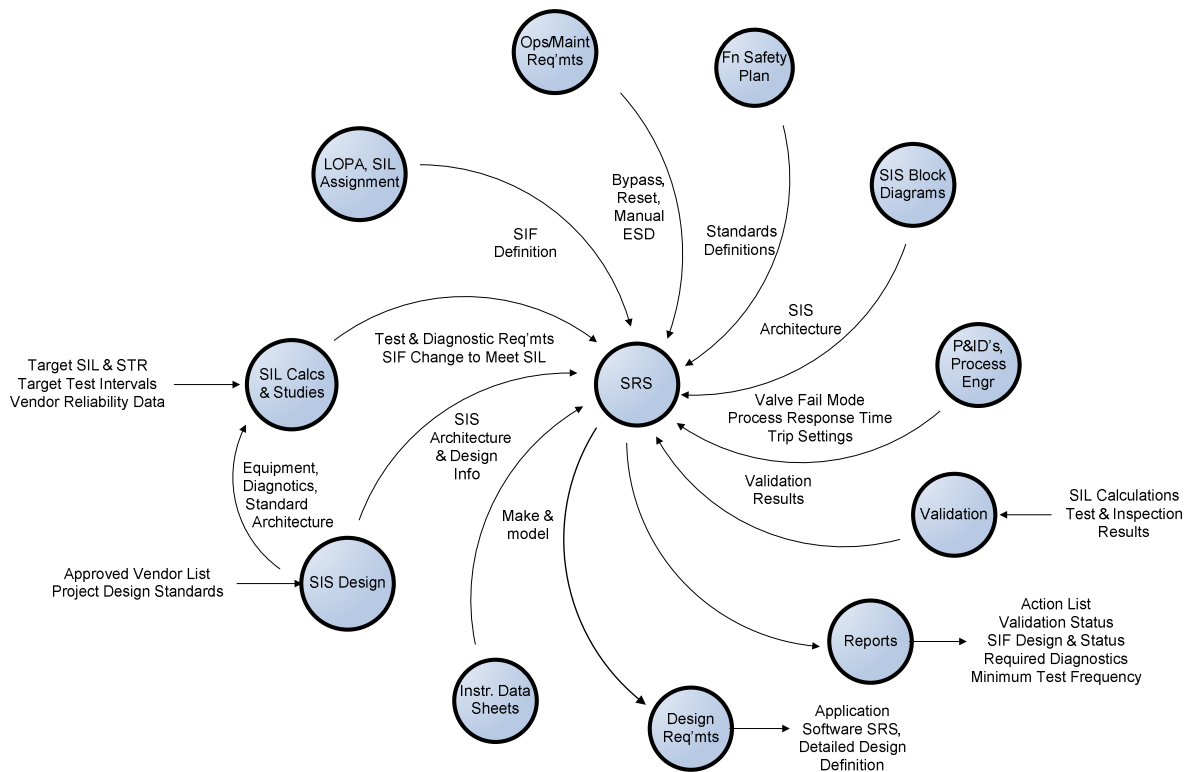 Ops/Maint
Req'mts
Fn Safety
Plan
LOPA, SIL
Assignment
SIS Block
Diagrams
Bypass,
Reset,
Manual
ESD
SIF
Definition
Standards
Definitions
SIS
Architecture
Test & Diagnostic Req'mts
SIF Change to Meet SIL
Target SIL & STR
Target Test Intervals
Vendor Reliability Data
SIL Calcs
& Studies
SRS
P&ID's,
Process
Engr
Valve Fail Mode
Process Response Time
Trip Settings
SIS
Architecture
& Design
Info
Equipment,
Diagnotics,
Standard
Architecture
Validation
Results
Make &
model
Validation
SIL Calculations
Test & Inspection
Results
Approved Vendor List
Project Design Standards
SIS Design
Reports
Action List
Validation Status
SIF Design & Status
Required Diagnostics
Minimum Test Frequency
Instr. Data
Sheets
Design
Req'mts
Application
Software SRS,
Detailed Design
Definition